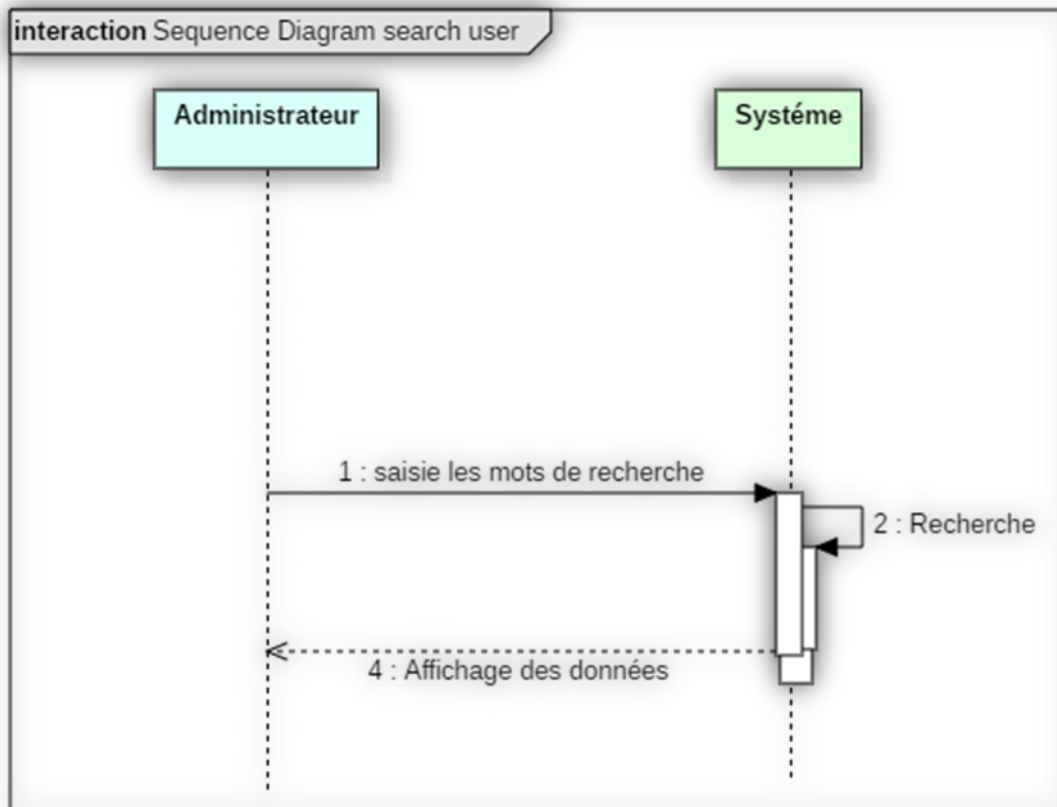 interaction Sequence Diagram search user
Administrateur
Systéme
1 : saisie les mots de recherche
2 : Recherche
4 : Affichage des données